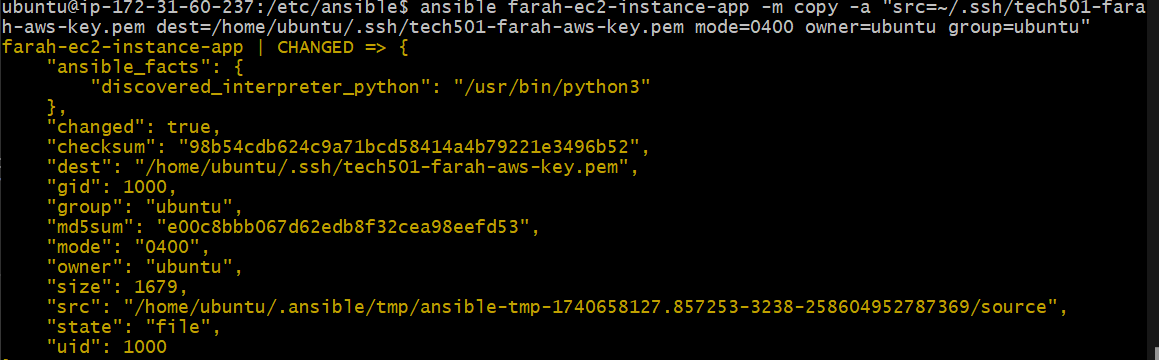 ubuntu@ip-172-31-60-237:/etc/ansible$ ansible farah-ec2-instance-app -m copy -a "src=~/.ssh/tech501-fara
h-aws-key.pem dest=/home/ubuntu/.ssh/tech501-farah-aws-key.pem mode=0400 owner=ubuntu group=ubuntu"
farah-ec2-instance-app | CHANGED => {
    "ansible_facts": {
        "discovered_interpreter_python": "/usr/bin/python3"
    },
    "changed": true,
    "checksum": "98b54cdb624c9a71bcd58414a4b79221e3496b52",
    "dest": "/home/ubuntu/.ssh/tech501-farah-aws-key.pem",
    "gid": 1000,
    "group": "ubuntu",
    "md5sum": "e00c8bbb067d62edb8f32cea98eefd53",
    "mode": "0400",
    "owner": "ubuntu",
    "size": 1679,
    "src": "/home/ubuntu/.ansible/tmp/ansible-tmp-1740658127.857253-3238-258604952787369/source",
    "state": "file",
    "uid": 1000